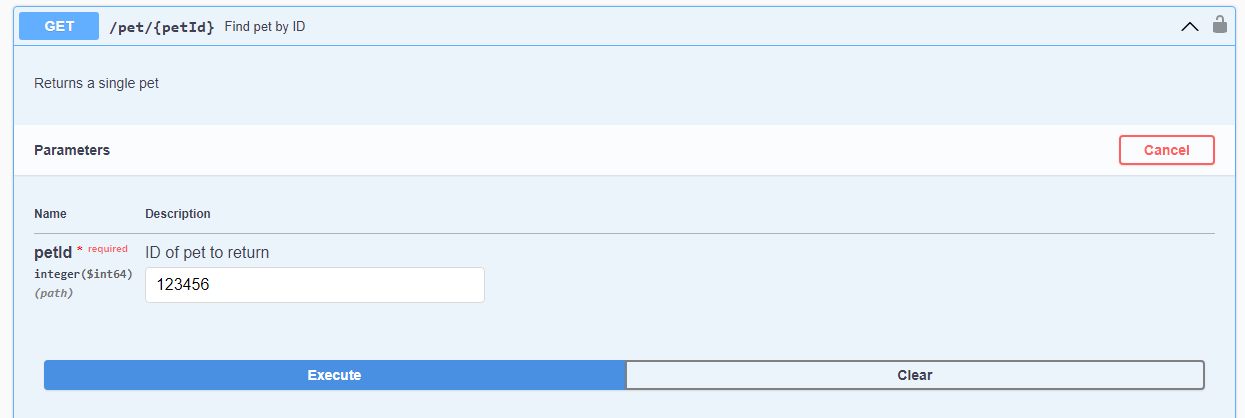 GET /pet/{petId} Find pet by ID
Returns a single pet
Parameters Cancel
Name Description
petId * required ID of pet to return
integer($int64)
123456
(path)
Execute Clear